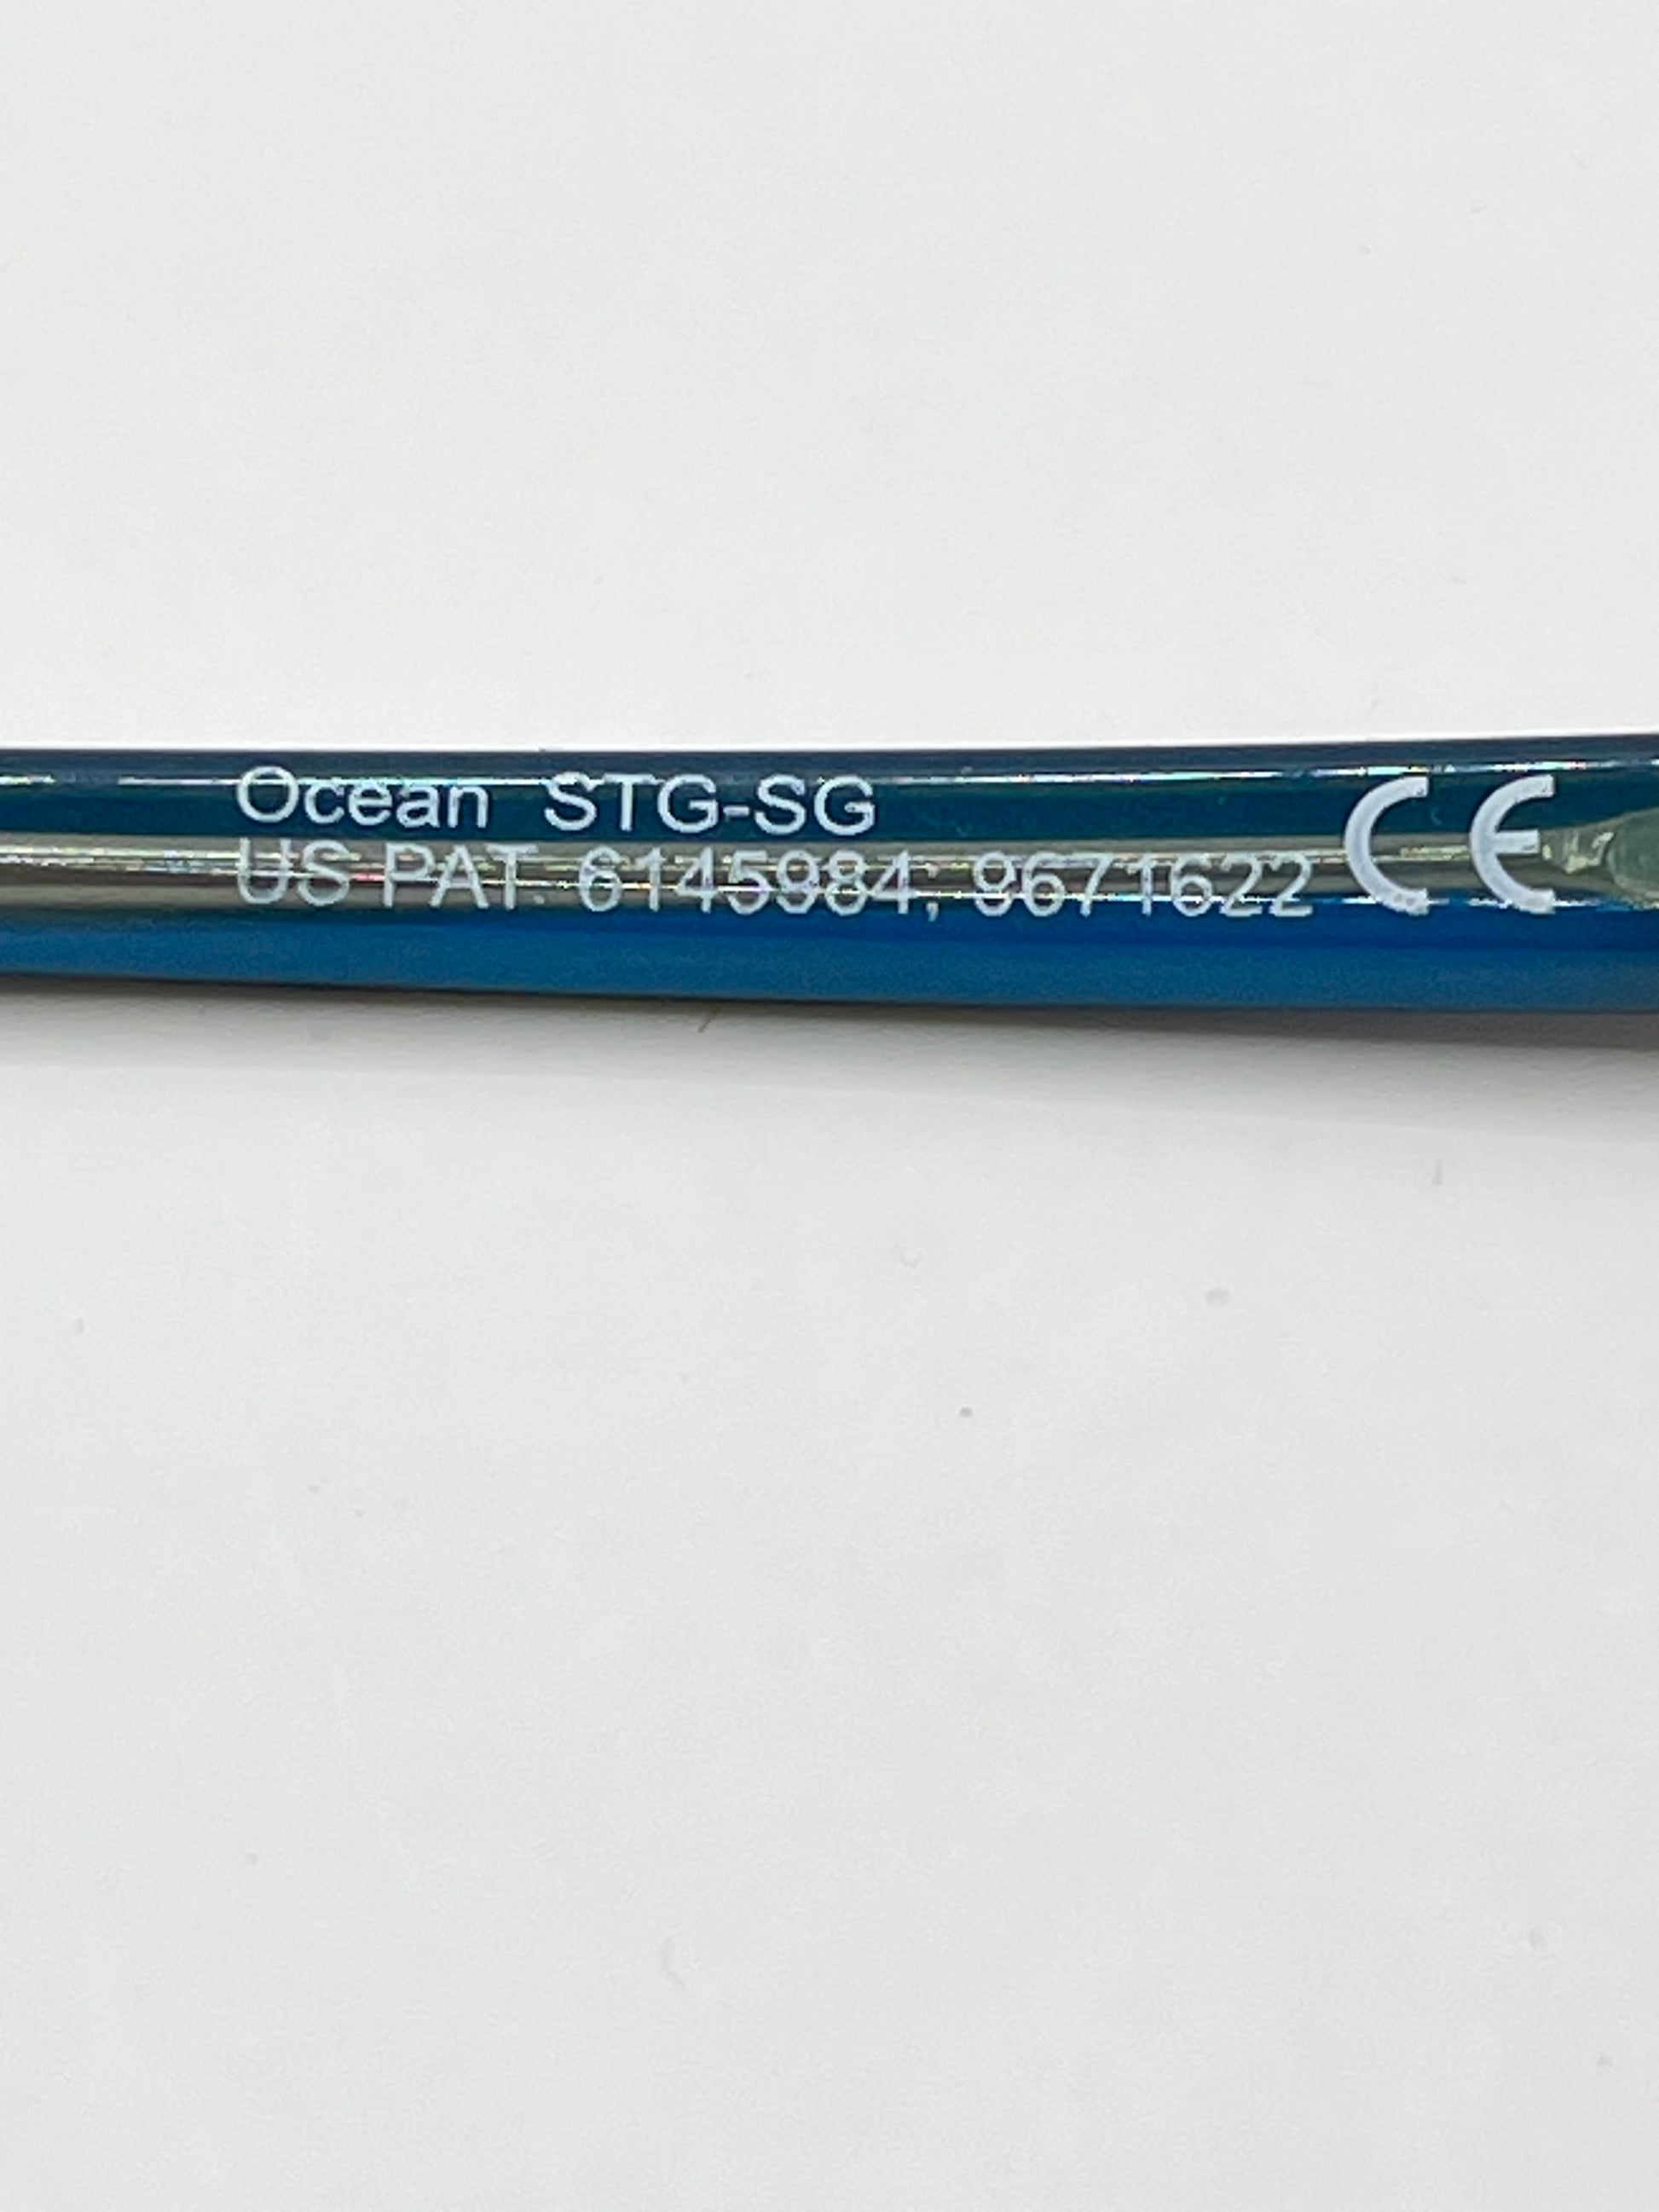 Ocean STG-SG
US PAT. 6145984; 9671622 CE